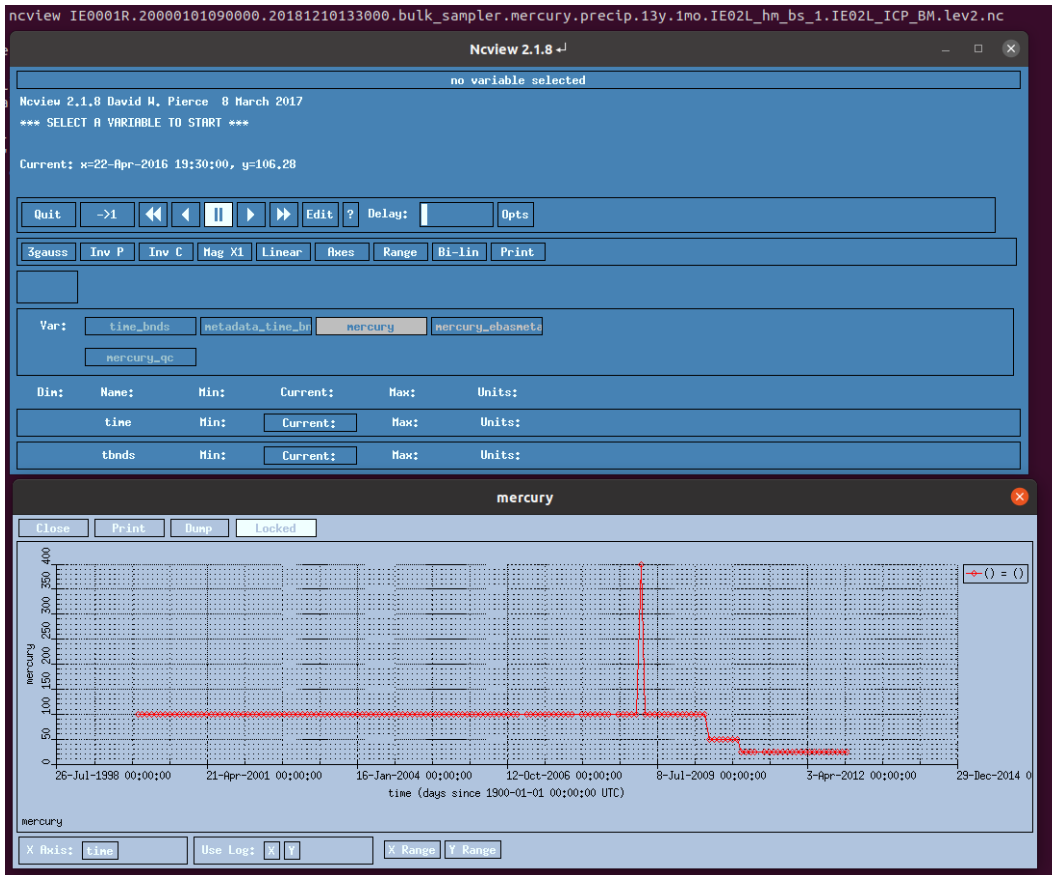 ncview IE0001R.20000101090000.20181210133000.bulk_sampler.mercury.precip.13y.1mo.IE02L_hm_bs_1.IE02L_ICP_BM.lev2.nc
Ncview 2.1.8
no variable selected
Ncview 2.1.8 David W. Pierce  8 March 2017
*** SELECT A VARIABLE TO START ***
Current: x=22-Apr-2016 19:30:00, y=106.28
Quit ->1 Edit ? Delay: Opts
3gauss Inv P Inv C Mag X1 Linear Axes Range Bi-lin Print
Var: time_bnds metadata_time_bn mercury mercury_ebasmeta
mercury_qc
Dim: Name: Min: Current: Max: Units:
time Min: Current: Max: Units:
tbnds Min: Current: Max: Units:
mercury
Close Print Dump Locked
400
350
300
250
200
150
100
50
0
mercury
() = ()
26-Jul-1998 00:00:00 21-Apr-2001 00:00:00 16-Jan-2004 00:00:00 12-Oct-2006 00:00:00 8-Jul-2009 00:00:00 3-Apr-2012 00:00:00 29-Dec-2014 0
time (days since 1900-01-01 00:00:00 UTC)
mercury
X Axis: time Use Log: X Y X Range Y Range